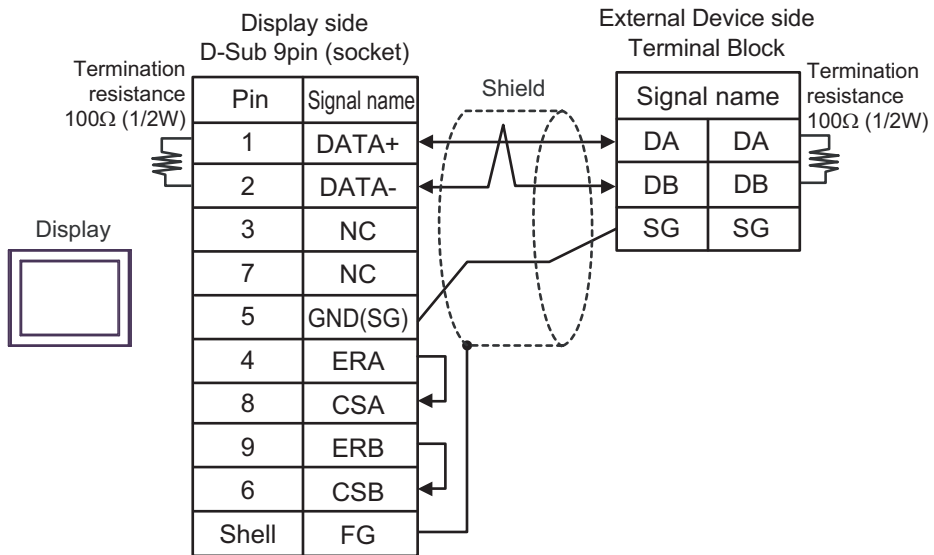 Display side
D-Sub 9pin (socket)
External Device side
Terminal Block
Termination
resistance
100Ω (1/2W)
Shield
Termination
resistance
100Ω (1/2W)
Pin Signal name
1 DATA+
2 DATA-
3 NC
7 NC
5 GND(SG)
4 ERA
8 CSA
9 ERB
6 CSB
Shell FG
Signal name
DA DA
DB DB
SG SG
Display